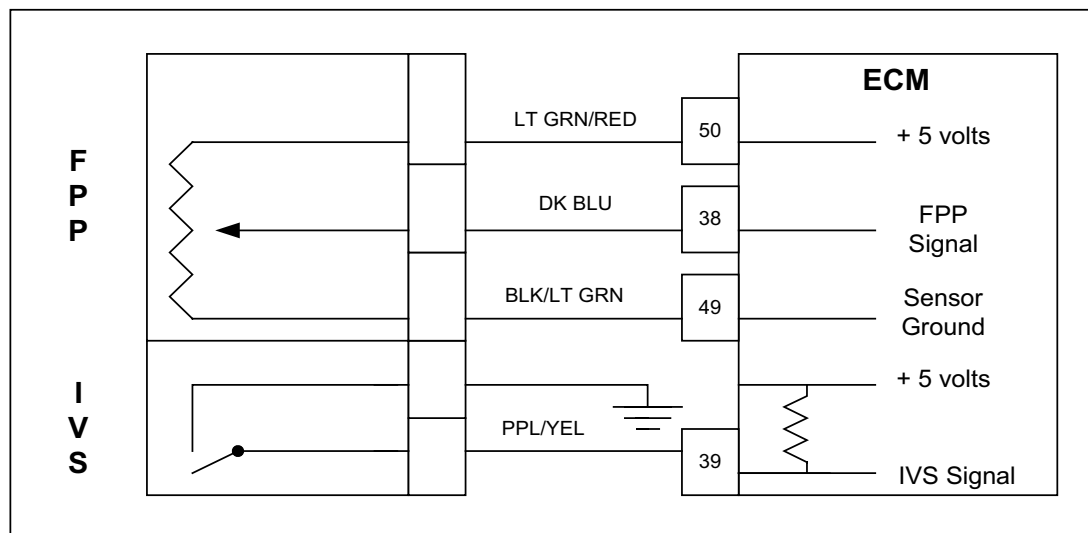 ECM
F
P
P
LT GRN/RED
50
+ 5 volts
DK BLU
38
FPP
Signal
BLK/LT GRN
49
Sensor
Ground
I
V
S
+ 5 volts
PPL/YEL
39
IVS Signal